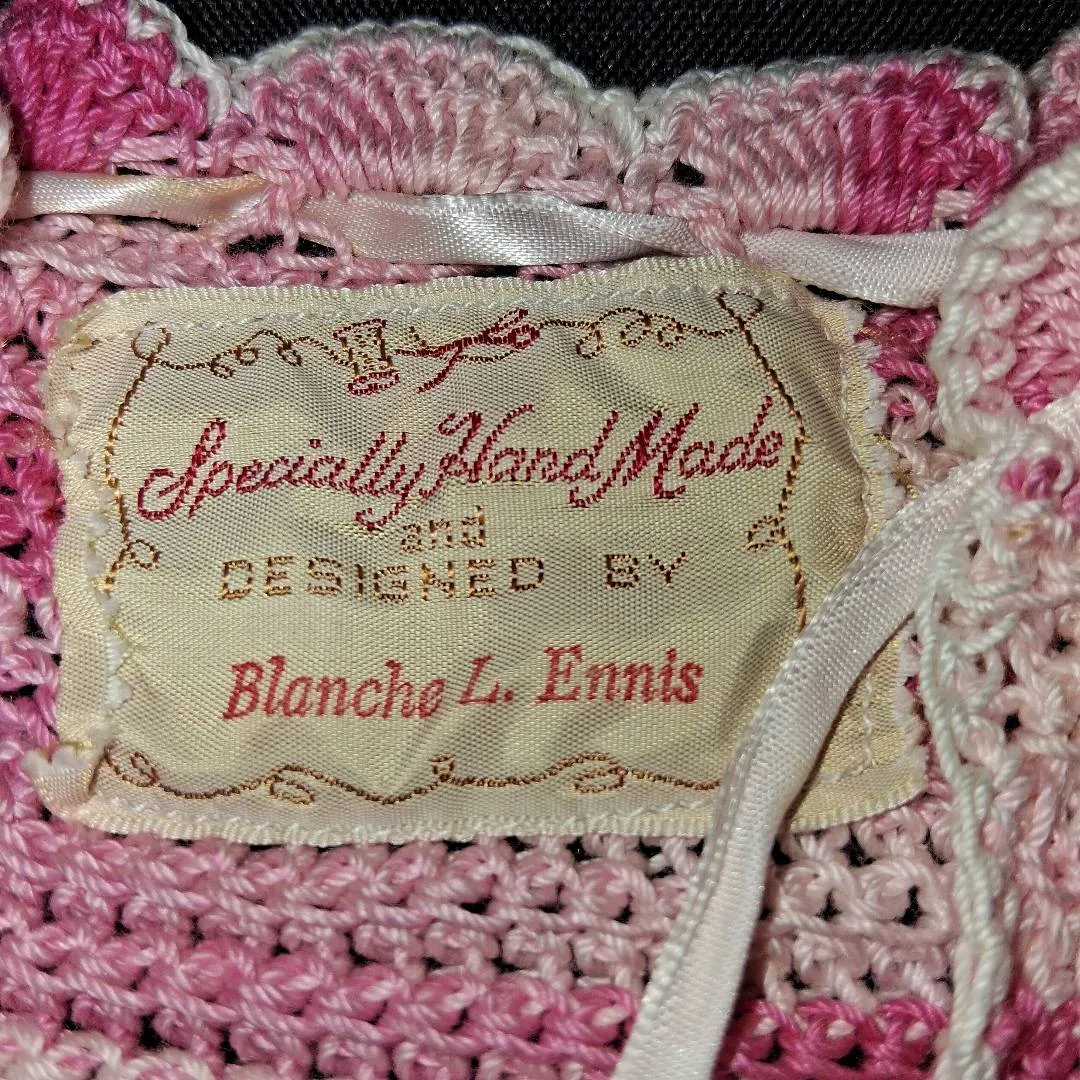 Specially Hand Made
and
DESIGNED BY
Blanche L. Ennis